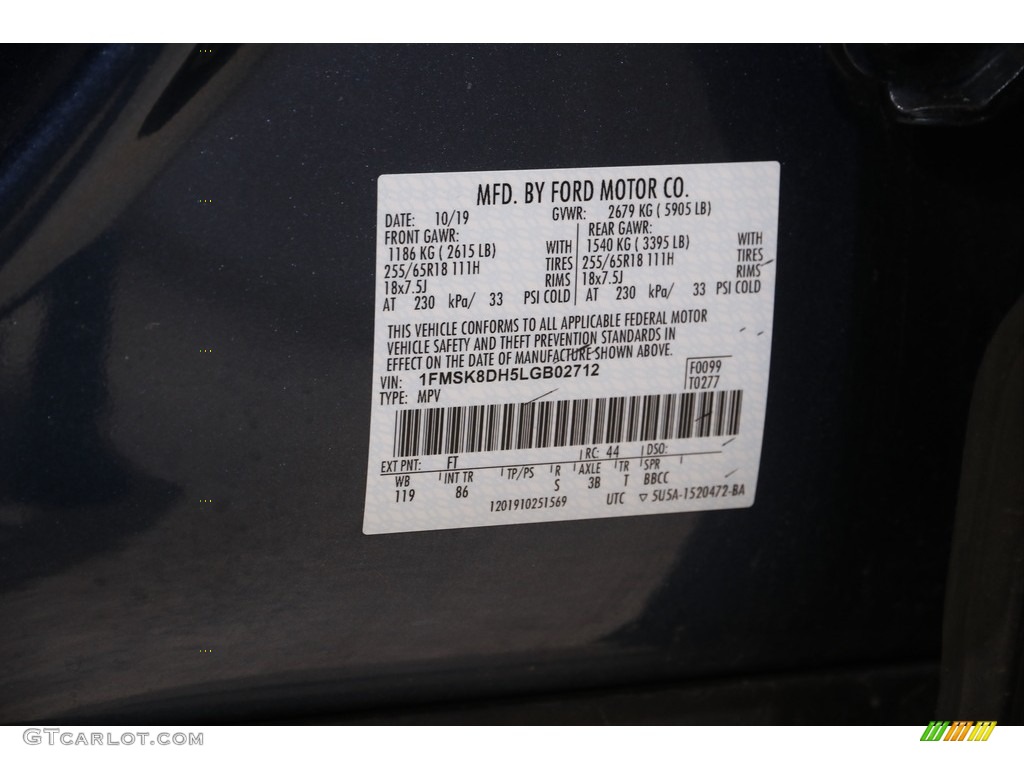 MFD. BY FORD MOTOR CO.
DATE: 10/19 GVWR: 2679 KG ( 5905 LB)
FRONT GAWR: REAR GAWR:
1186 KG ( 2615 LB) WITH 1540 KG ( 3395 LB) WITH
255/65R18 111H TIRES 255/65R18 111H TIRES
18x7.5J RIMS 18x7.5J RIMS
AT 230 kPa/ 33 PSI COLD AT 230 kPa/ 33 PSI COLD
THIS VEHICLE CONFORMS TO ALL APPLICABLE FEDERAL MOTOR
VEHICLE SAFETY AND THEFT PREVENTION STANDARDS IN
EFFECT ON THE DATE OF MANUFACTURE SHOWN ABOVE.
VIN: 1FMSK8DH5LGB02712 F0099
TYPE: MPV T0277
EXT PNT: FT RC: 44 DSO:
WB INT TR TP/PS R AXLE TR SPR
119 86 S 3B T BBCC
1201910251569 UTC ▽ 5U5A-1520472-BA
GTCARLOT.COM